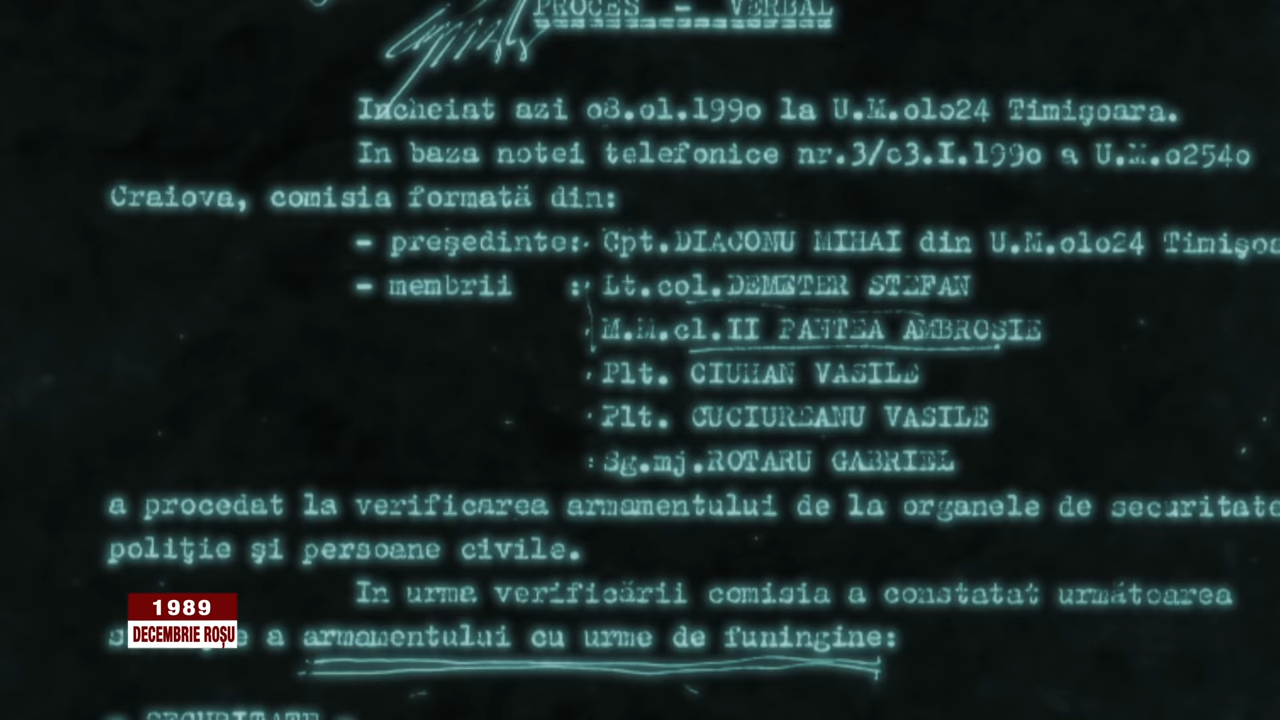 PROCES - VERBAL
Incheiat azi o8.o1.199o la U.M.o1o24 Timişoara.
In baza notei telefonice nr.3/o3.I.199o a U.M.o254o
Craiova, comisia formată din:
- preşedinte: Cpt.DIACONU MIHAI din U.M.o1o24 Timişoa
- membrii : Lt.col.DEMETER STEFAN
M.M.cl.II PANTEA AMBROSIE
Plt. CIUHAN VASILE
Plt. CUCIUREANU VASILE
Sg.mj.ROTARU GABRIEL
a procedat la verificarea armamentului de la organele de securitate
poliţie şi persoane civile.
In urma verificării comisia a constatat următoarea
a armamentului cu urme de funingine:
- SECURITATE -
1989
DECEMBRIE ROŞU